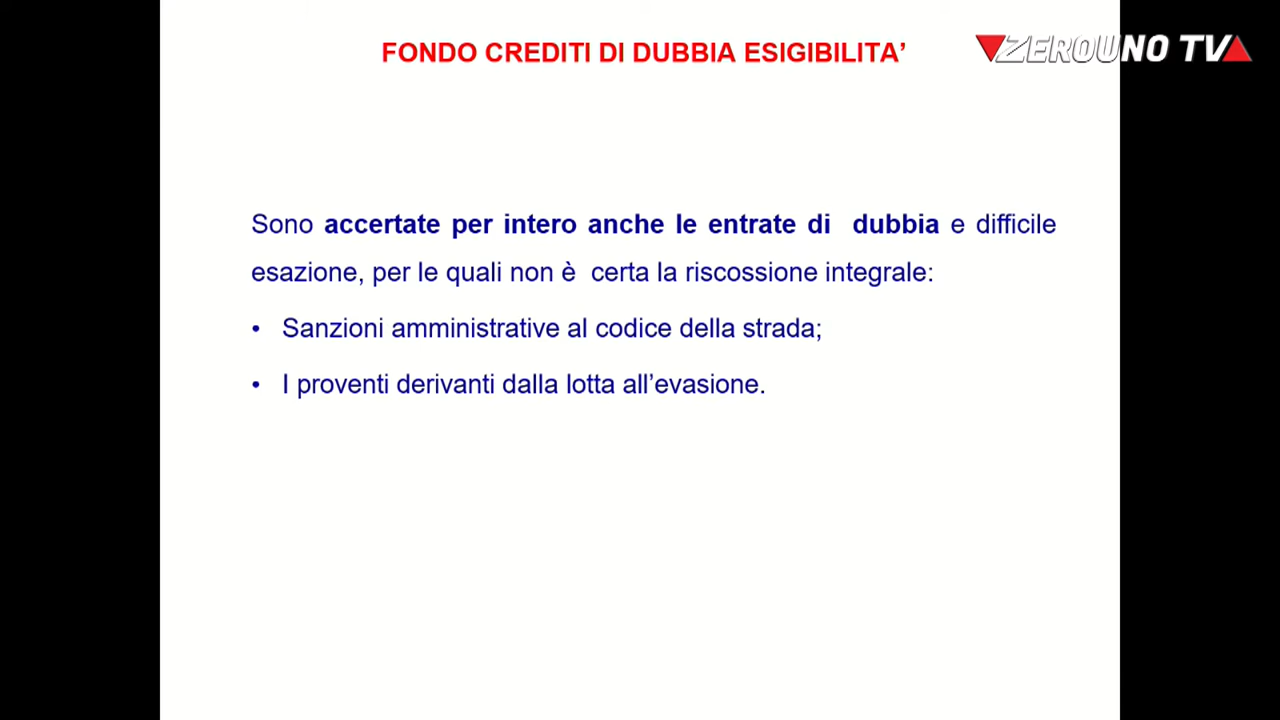 FONDO CREDITI DI DUBBIA ESIGIBILITA’
ZEROUNO TV
Sono accertate per intero anche le entrate di dubbia e difficile
esazione, per le quali non è certa la riscossione integrale:
• Sanzioni amministrative al codice della strada;
• I proventi derivanti dalla lotta all’evasione.